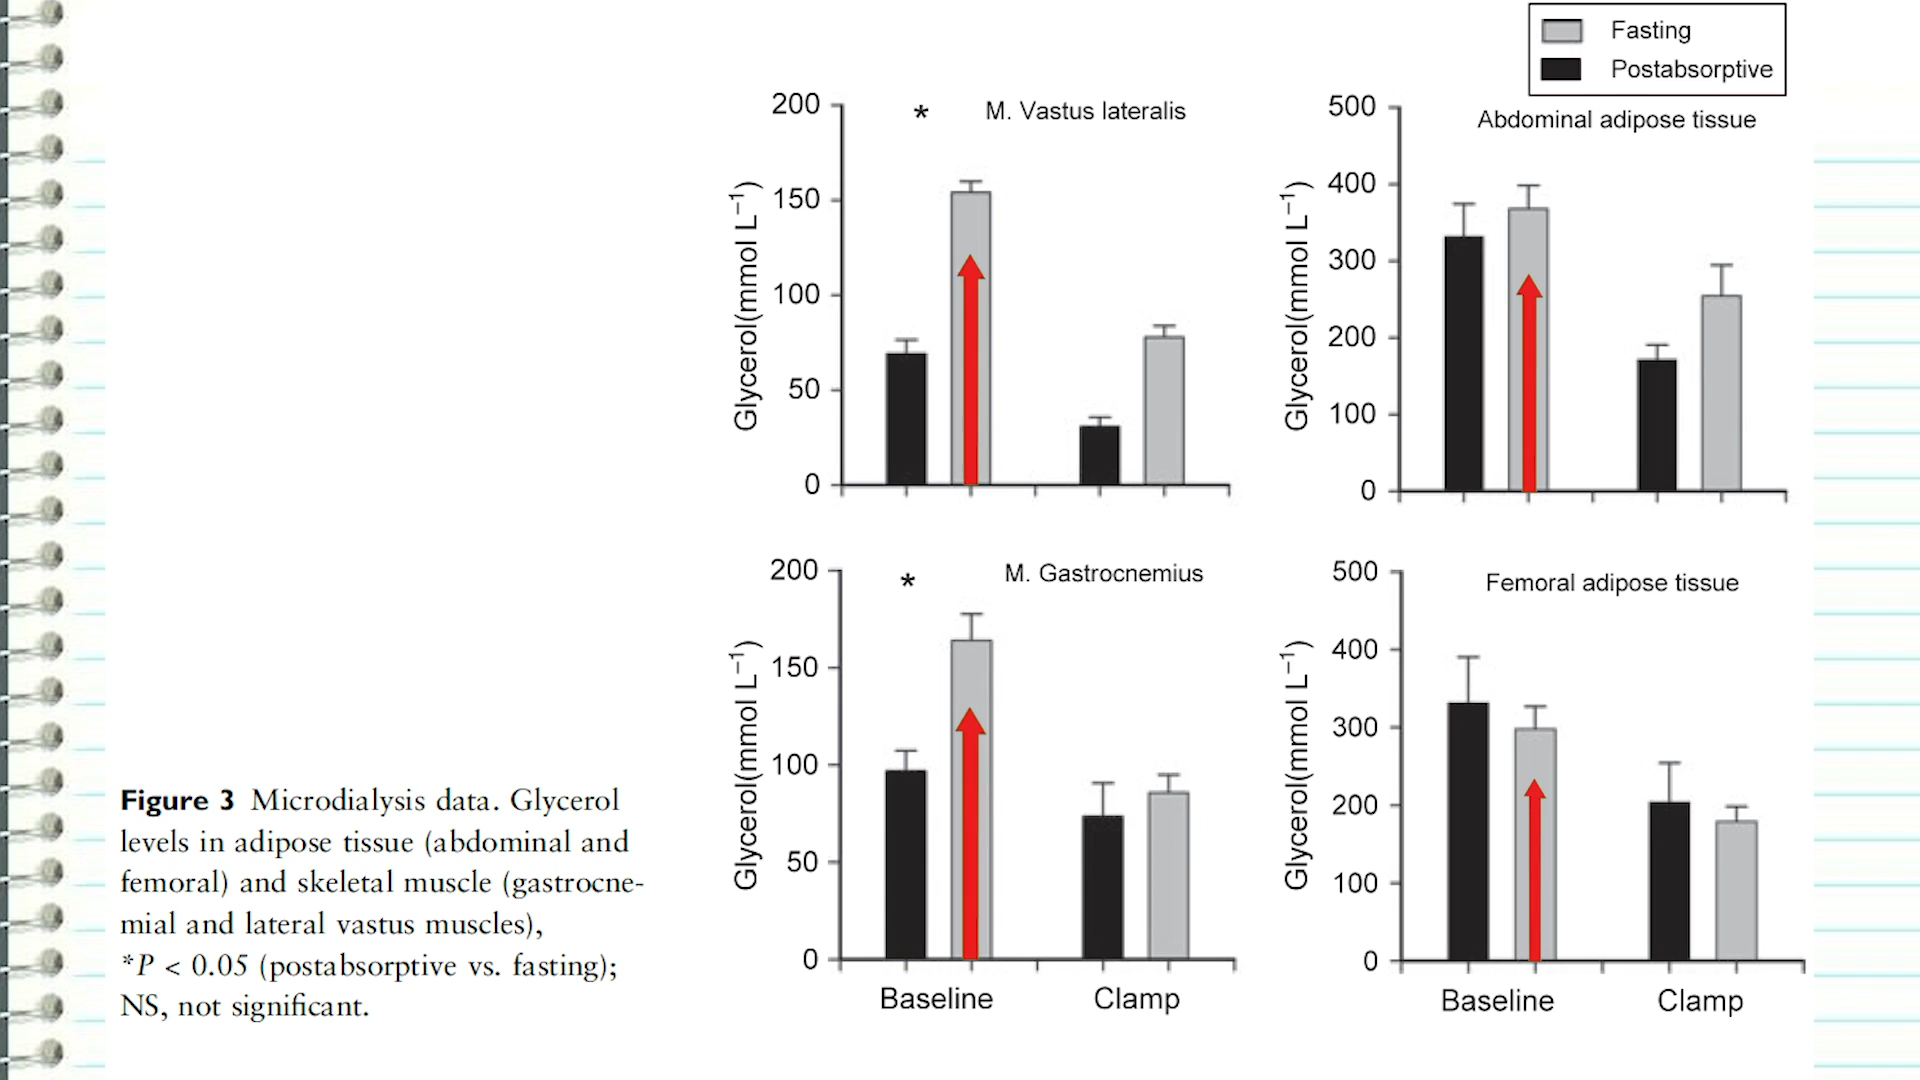 Fasting
Postabsorptive
M. Vastus lateralis
*
Glycerol(mmol L⁻¹)
200
150
100
50
0
Abdominal adipose tissue
Glycerol(mmol L⁻¹)
500
400
300
200
100
0
M. Gastrocnemius
*
Glycerol(mmol L⁻¹)
200
150
100
50
0
Baseline Clamp
Femoral adipose tissue
Glycerol(mmol L⁻¹)
500
400
300
200
100
0
Baseline Clamp
Figure 3 Microdialysis data. Glycerol
levels in adipose tissue (abdominal and
femoral) and skeletal muscle (gastrocne-
mial and lateral vastus muscles),
*P < 0.05 (postabsorptive vs. fasting);
NS, not significant.